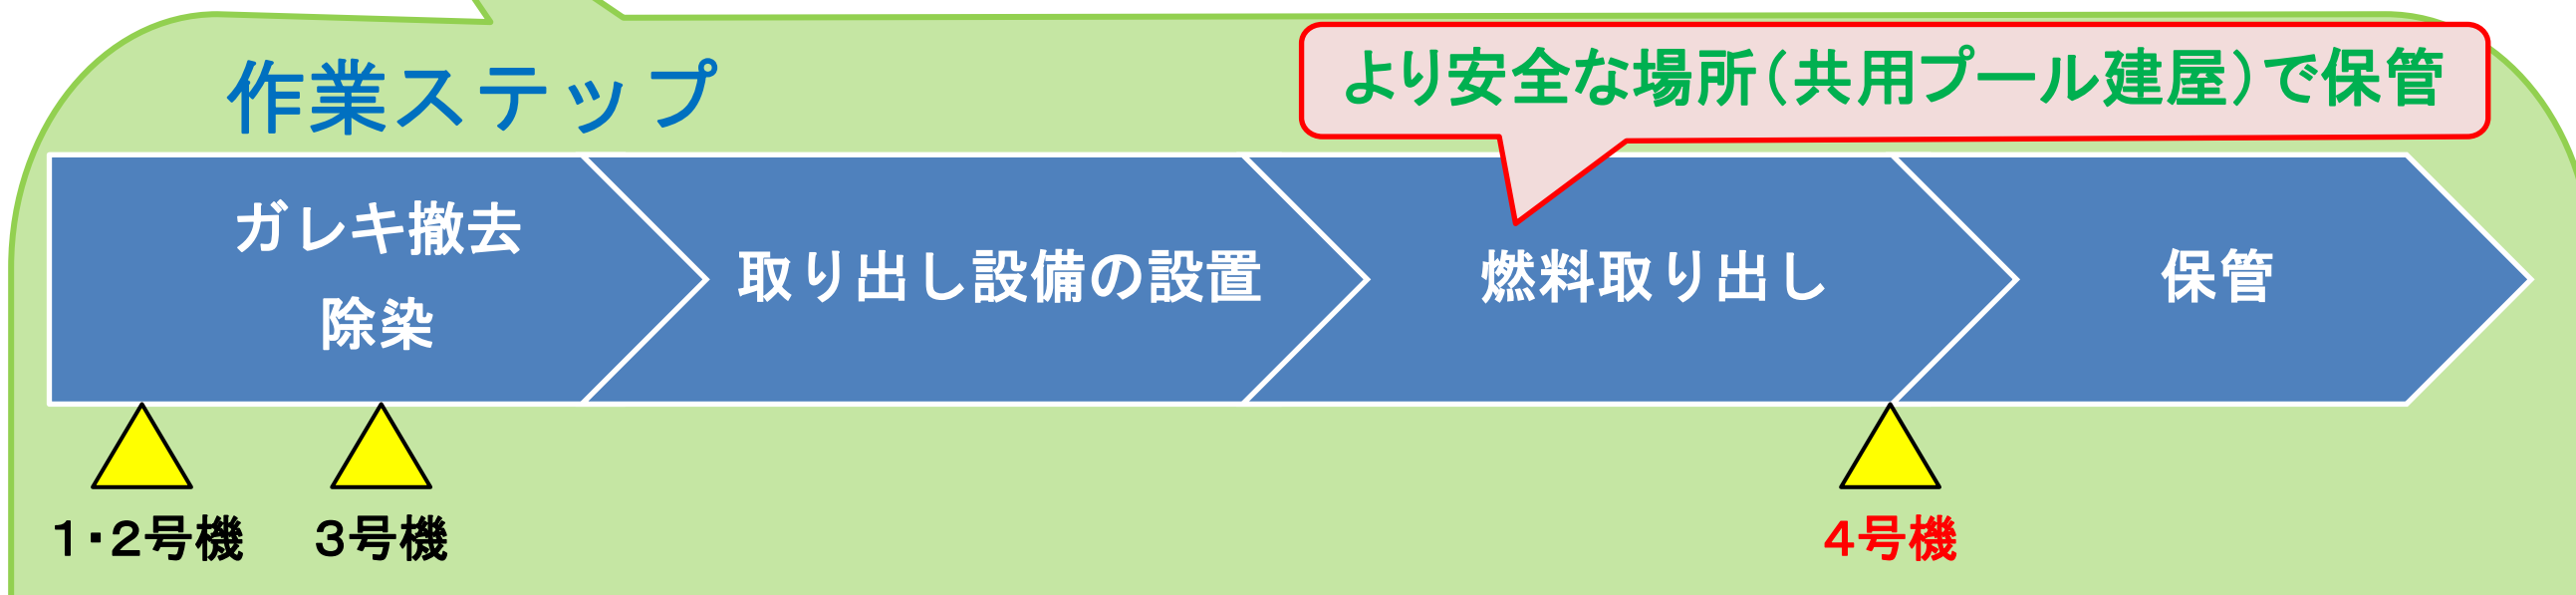 作業ステップ
より安全な場所（共用プール建屋）で保管
ガレキ撤去
除染
取り出し設備の設置
燃料取り出し
保管
１・２号機
３号機
４号機